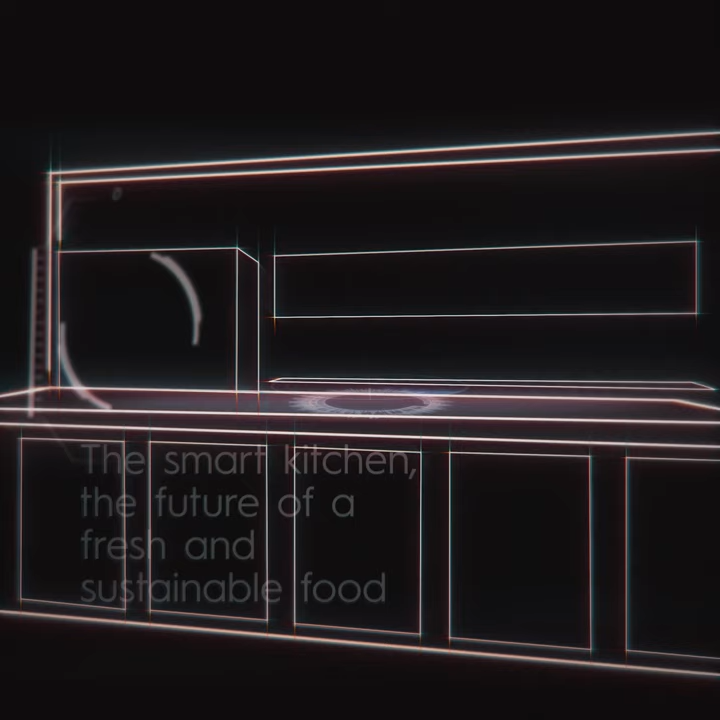 The smart kitchen,
the future of a
fresh and
sustainable food